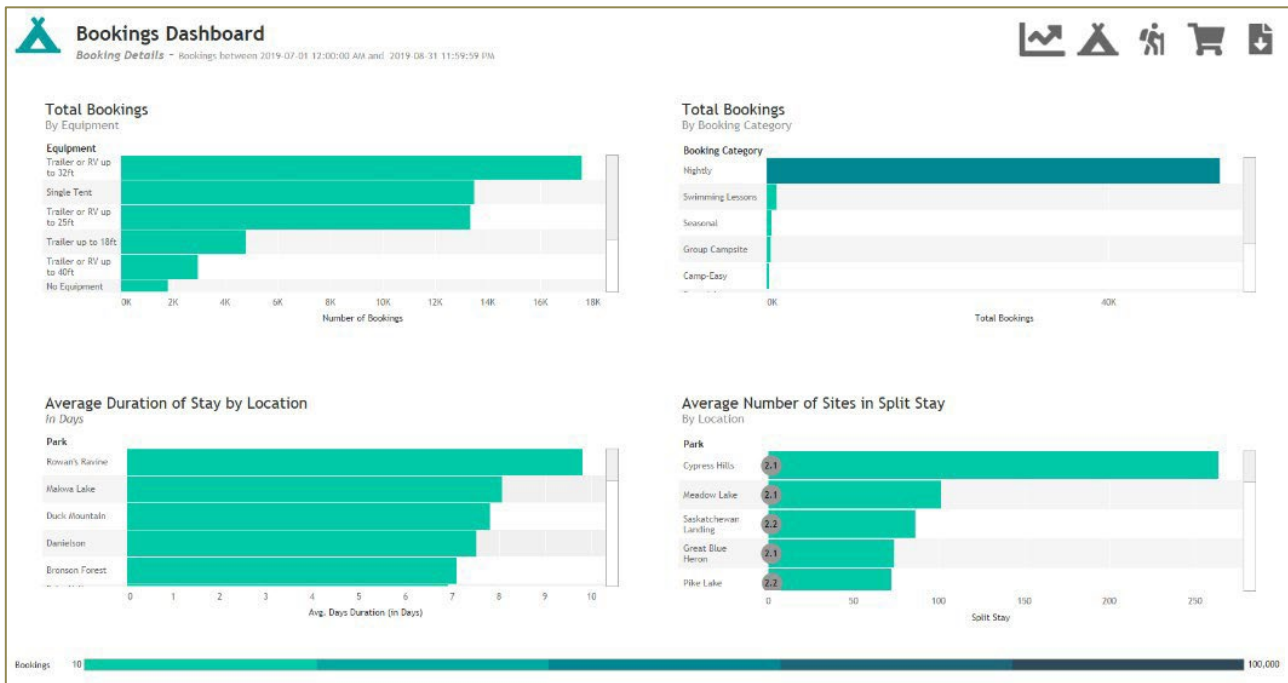 Bookings Dashboard
Booking Details - Bookings between 2019-07-01 12:00:00 AM and 2019-08-31 11:59:59 PM
Total Bookings
By Equipment
Equipment
Trailer or RV up
to 32ft
Single Tent
Trailer or RV up
to 25ft
Trailer up to 18ft
Trailer or RV up
to 40ft
No Equipment
0K 2K 4K 6K 8K 10K 12K 14K 16K 18K
Number of Bookings
Total Bookings
By Booking Category
Booking Category
Nightly
Swimming Lessons
Seasonal
Group Campsite
Camp-Easy
0K 40K
Total Bookings
Average Duration of Stay by Location
in Days
Park
Rowan's Ravine
Makwa Lake
Duck Mountain
Danielson
Bronson Forest
0 1 2 3 4 5 6 7 8 9 10
Avg. Days Duration (in Days)
Average Number of Sites in Split Stay
By Location
Park
Cypress Hills 2.1
Meadow Lake 2.1
Saskatchewan
Landing 2.2
Great Blue
Heron 2.1
Pike Lake 2.2
0 50 100 150 200 250
Split Stay
Bookings 10 100,000